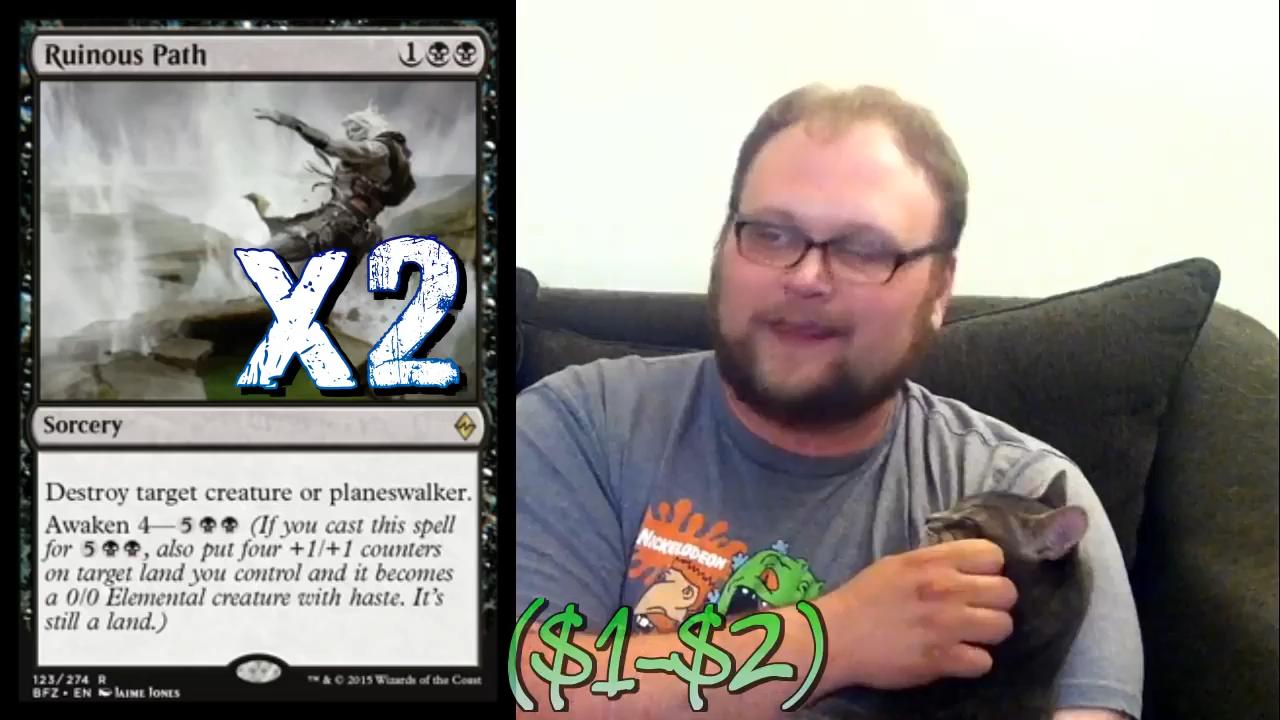 Ruinous Path 1
x2
Sorcery
Destroy target creature or planeswalker.
Awaken 4—5 (If you cast this spell
for 5, also put four +1/+1 counters
on target land you control and it becomes
a 0/0 Elemental creature with haste. It's
still a land.)
123/274 R
BFZ • EN Jaime Jones
™ & © 2015 Wizards of the Coast
NICKELODEON
($1-$2)